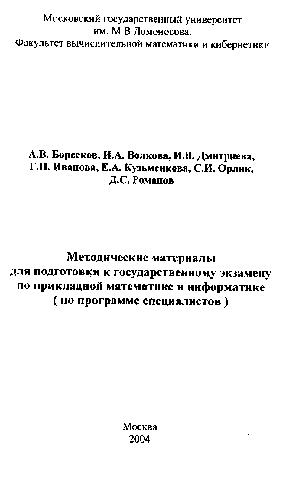 Московский государственный университет
им. М В Ломоносова.
Факультет вычислительной математики и кибернетики
А.В. Боресков, И.А. Волкова, И.В. Дмитриева,
Г.П. Иванова, Е.А. Кузьменкова, С.И. Орлик,
Д.С. Романов
Методические материалы
для подготовки к государственному экзамену
по прикладной математике и информатике
( по программе специалистов )
Москва
2004